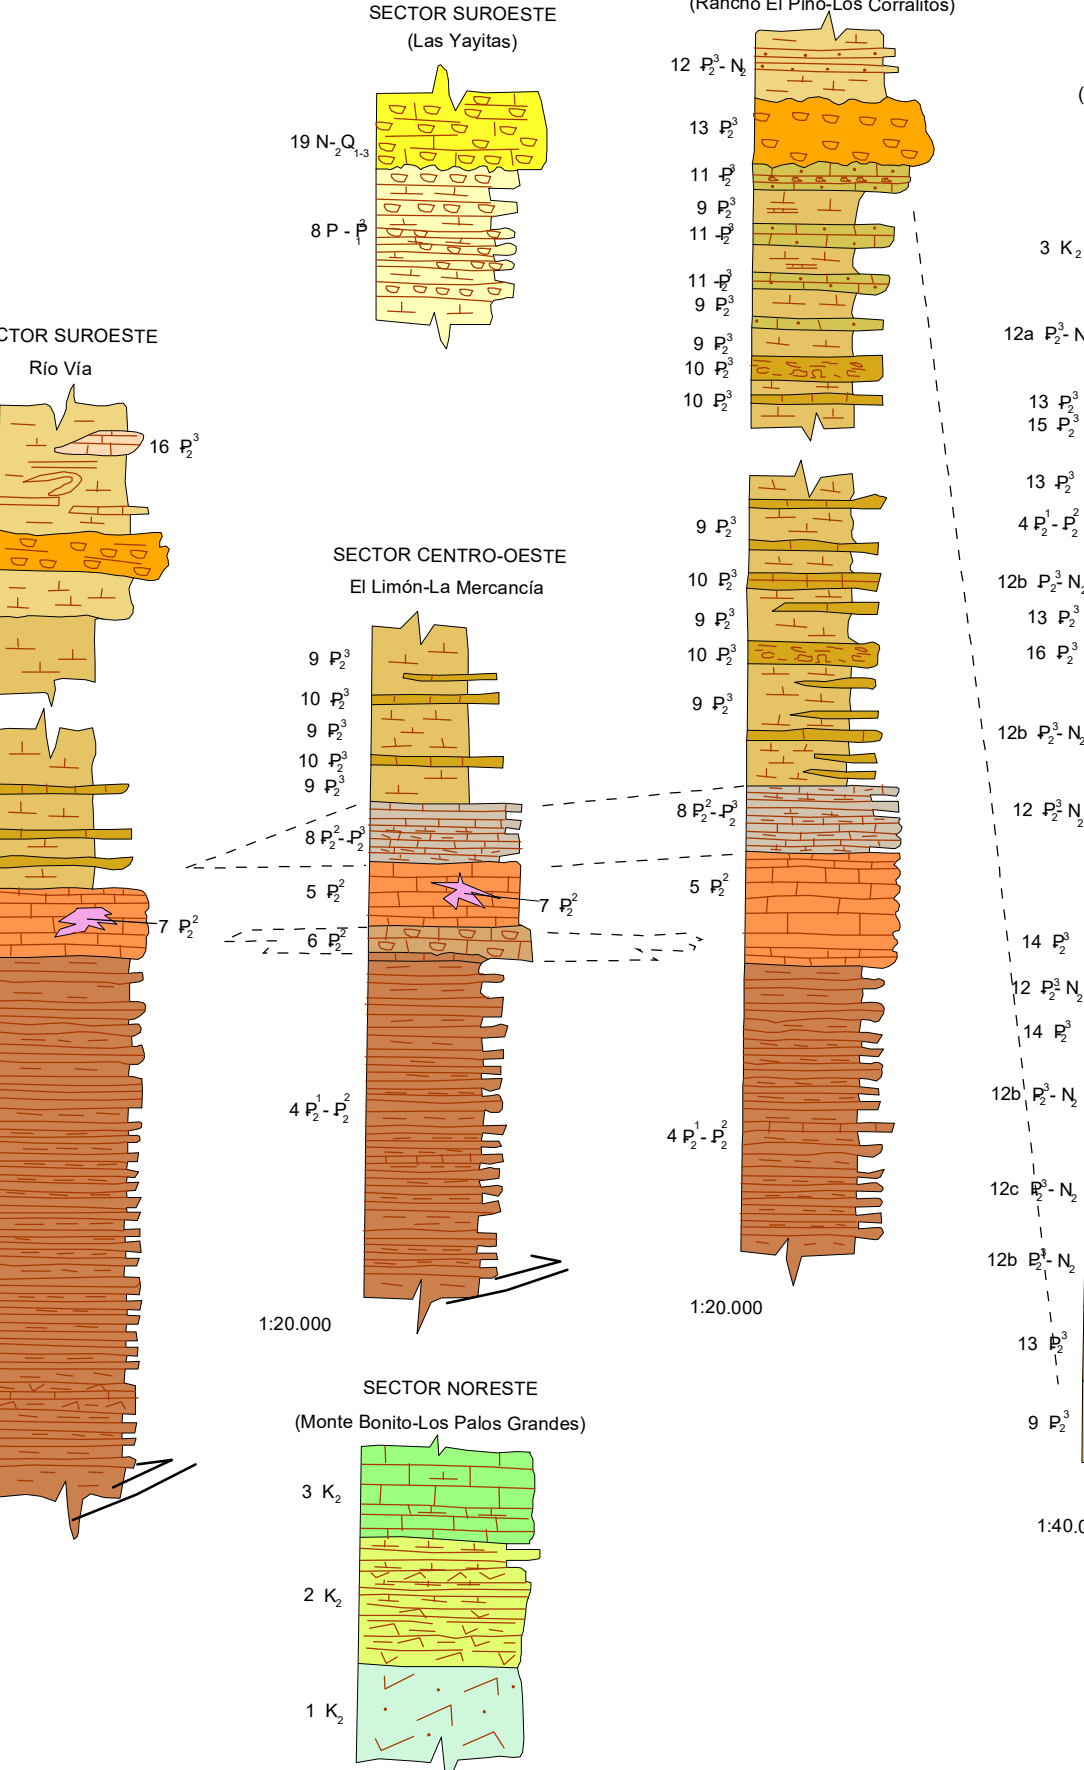 SECTOR SUROESTE
(Las Yayitas)
19 N₂-Q₁₋₃
8 P - P₁²
(Rancho El Pino-Los Corralitos)
12 P₂³- N₂
13 P₂³
11 P₂³
9 P₂³
11 P₂³
11 P₂³
9 P₂³
9 P₂³
10 P₂³
10 P₂³
9 P₂³
10 P₂³
9 P₂³
10 P₂³
9 P₂³
8 P₂²-P₂³
5 P₂²
4 P₂¹-P₂²
1:20.000
CTOR SUROESTE
Río Vía
16 P₂³
7 P₂²
SECTOR CENTRO-OESTE
El Limón-La Mercancía
9 P₂³
10 P₂³
9 P₂³
10 P₂³
9 P₂³
8 P₂²-P₂³
5 P₂²
7 P₂²
6 P₂²
4 P₂¹-P₂²
1:20.000
SECTOR NORESTE
(Monte Bonito-Los Palos Grandes)
3 K₂
2 K₂
1 K₂
(
3 K₂
12a P₂³- N
13 P₂³
15 P₂³
13 P₂³
4 P₂¹-P₂²
12b P₂³- N₂
13 P₂³
16 P₂³
12b P₂³- N₂
12 P₂³- N₂
14 P₂³
12 P₂³- N₂
14 P₂³
12b P₂³- N₂
12c P₂³- N₂
12b P₂³- N₂
13 P₂³
9 P₂³
1:40.0